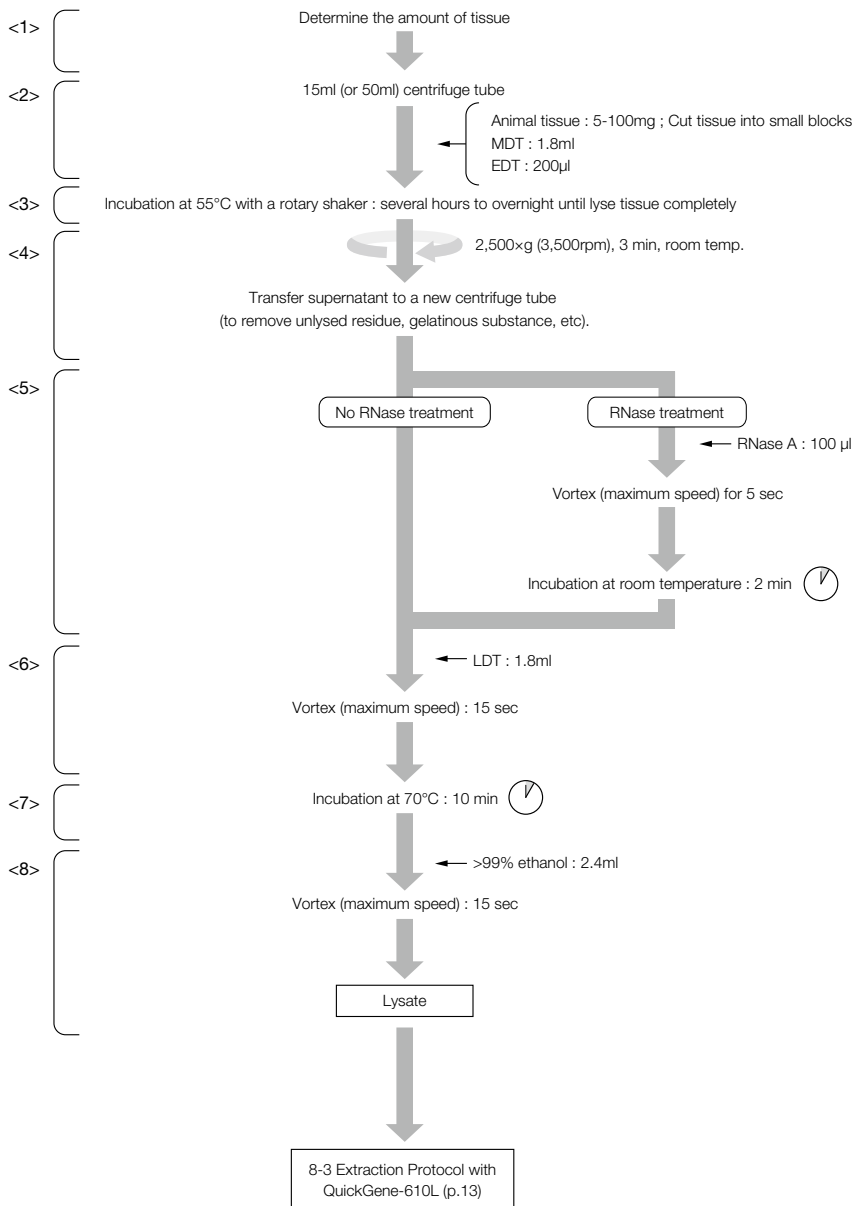 <1>
Determine the amount of tissue
<2>
15ml (or 50ml) centrifuge tube
Animal tissue : 5-100mg ; Cut tissue into small blocks
MDT : 1.8ml
EDT : 200µl
<3>
Incubation at 55°C with a rotary shaker : several hours to overnight until lyse tissue completely
<4>
2,500×g (3,500rpm), 3 min, room temp.
Transfer supernatant to a new centrifuge tube
(to remove unlysed residue, gelatinous substance, etc).
<5>
No RNase treatment
RNase treatment
RNase A : 100 µl
Vortex (maximum speed) for 5 sec
Incubation at room temperature : 2 min
<6>
LDT : 1.8ml
Vortex (maximum speed) : 15 sec
<7>
Incubation at 70°C : 10 min
<8>
>99% ethanol : 2.4ml
Vortex (maximum speed) : 15 sec
Lysate
8-3 Extraction Protocol with
QuickGene-610L (p.13)